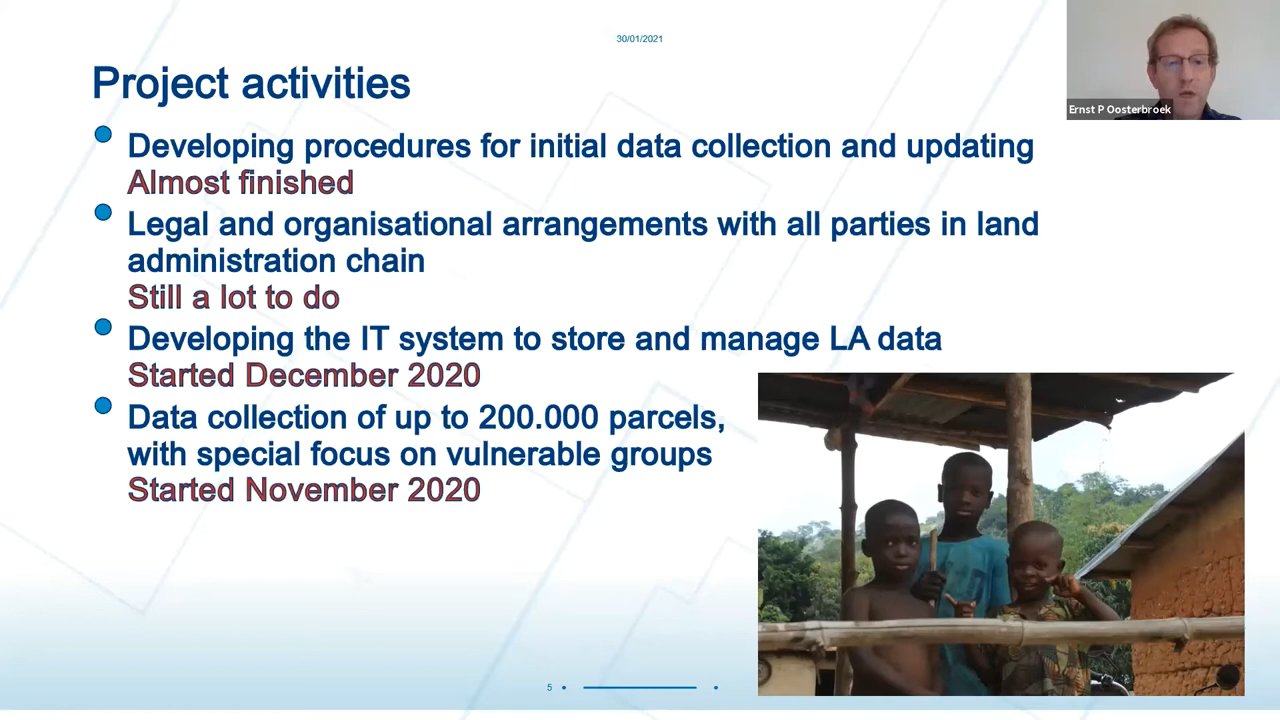 30/01/2021
Project activities
Developing procedures for initial data collection and updating
Almost finished
Legal and organisational arrangements with all parties in land
administration chain
Still a lot to do
Developing the IT system to store and manage LA data
Started December 2020
Data collection of up to 200.000 parcels,
with special focus on vulnerable groups
Started November 2020
5
Ernst P Oosterbroek